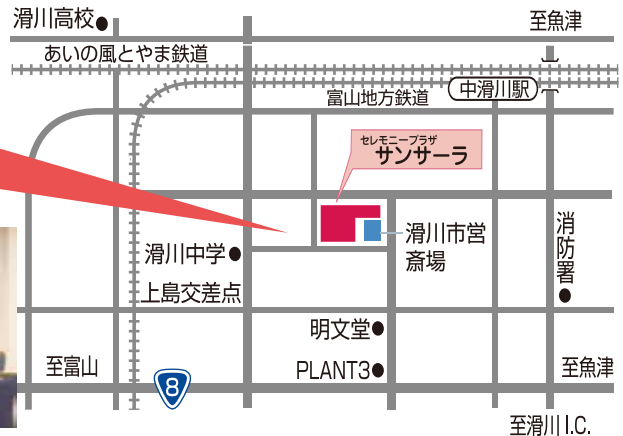 滑川高校
至魚津
あいの風とやま鉄道
中滑川駅
富山地方鉄道
セレモニープラザ
サンサーラ
滑川市営
斎場
消防署
滑川中学
上島交差点
明文堂
至富山
8
PLANT3
至魚津
至滑川I.C.